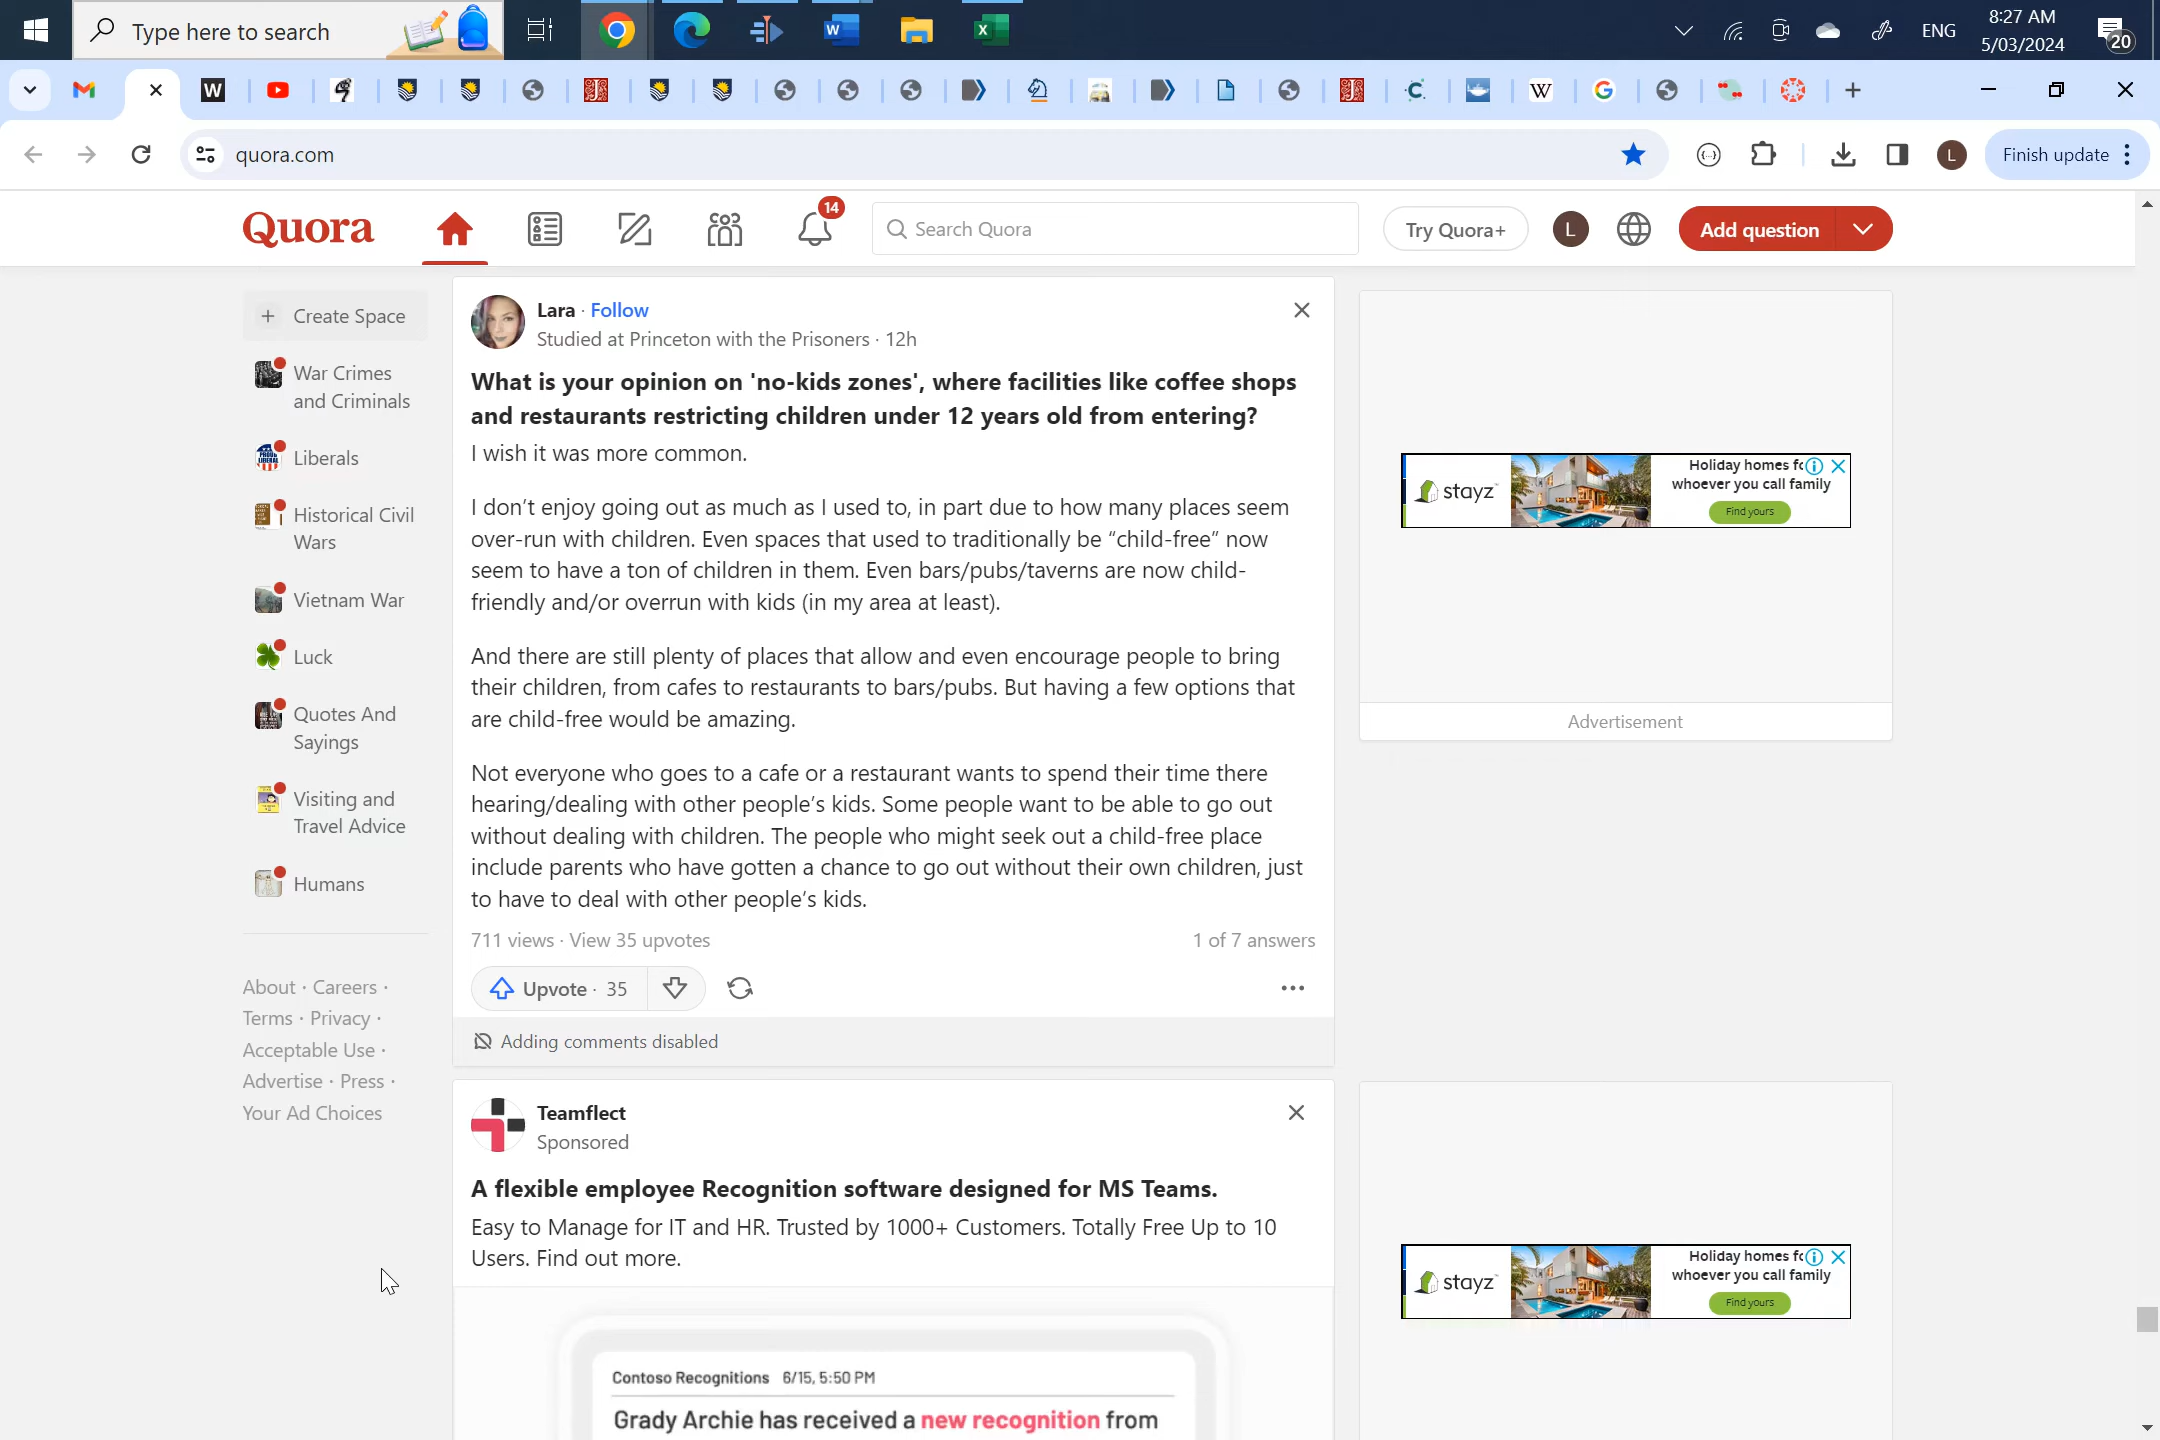 Type here to search
ENG
8:27 AM
5/03/2024
20
quora.com
Finish update
Quora
14
Search Quora
Try Quora+
L
Add question
Create Space
War Crimes
and Criminals
Liberals
Historical Civil
Wars
Vietnam War
Luck
Quotes And
Sayings
Visiting and
Travel Advice
Humans
About · Careers ·
Terms · Privacy ·
Acceptable Use ·
Advertise · Press ·
Your Ad Choices
Lara · Follow
Studied at Princeton with the Prisoners · 12h
What is your opinion on 'no-kids zones', where facilities like coffee shops
and restaurants restricting children under 12 years old from entering?
I wish it was more common.
I don’t enjoy going out as much as I used to, in part due to how many places seem
over-run with children. Even spaces that used to traditionally be “child-free” now
seem to have a ton of children in them. Even bars/pubs/taverns are now child-
friendly and/or overrun with kids (in my area at least).
And there are still plenty of places that allow and even encourage people to bring
their children, from cafes to restaurants to bars/pubs. But having a few options that
are child-free would be amazing.
Not everyone who goes to a cafe or a restaurant wants to spend their time there
hearing/dealing with other people’s kids. Some people want to be able to go out
without dealing with children. The people who might seek out a child-free place
include parents who have gotten a chance to go out without their own children, just
to have to deal with other people’s kids.
711 views · View 35 upvotes
1 of 7 answers
Upvote · 35
Adding comments disabled
Teamflect
Sponsored
A flexible employee Recognition software designed for MS Teams.
Easy to Manage for IT and HR. Trusted by 1000+ Customers. Totally Free Up to 10
Users. Find out more.
Contoso Recognitions 6/15, 5:50 PM
Grady Archie has received a new recognition from
stayz
Holiday homes fo
whoever you call family
Find yours
Advertisement
stayz
Holiday homes fo
whoever you call family
Find yours